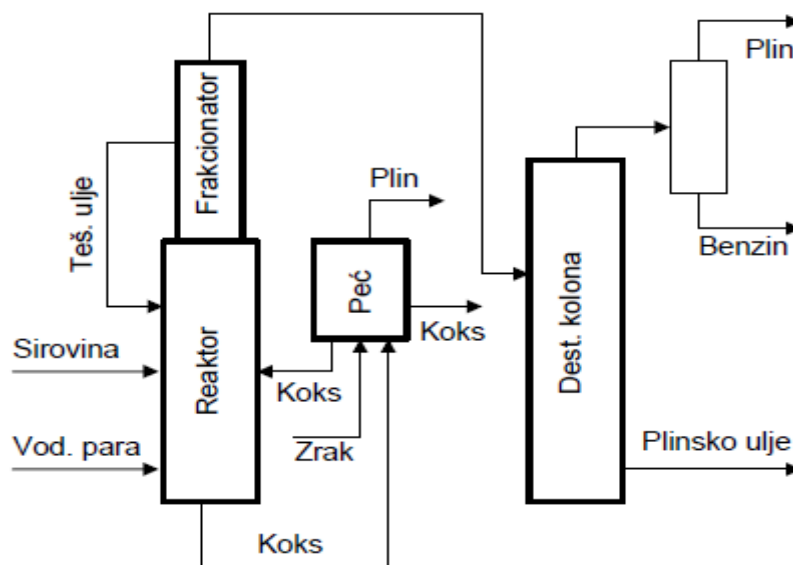 Plin
Frakcionator
Teš. ulje
Plin
Benzin
Peć
Koks
Sirovina
Reaktor
Koks
Dest. kolona
Vod. para
Zrak
Plinsko ulje
Koks